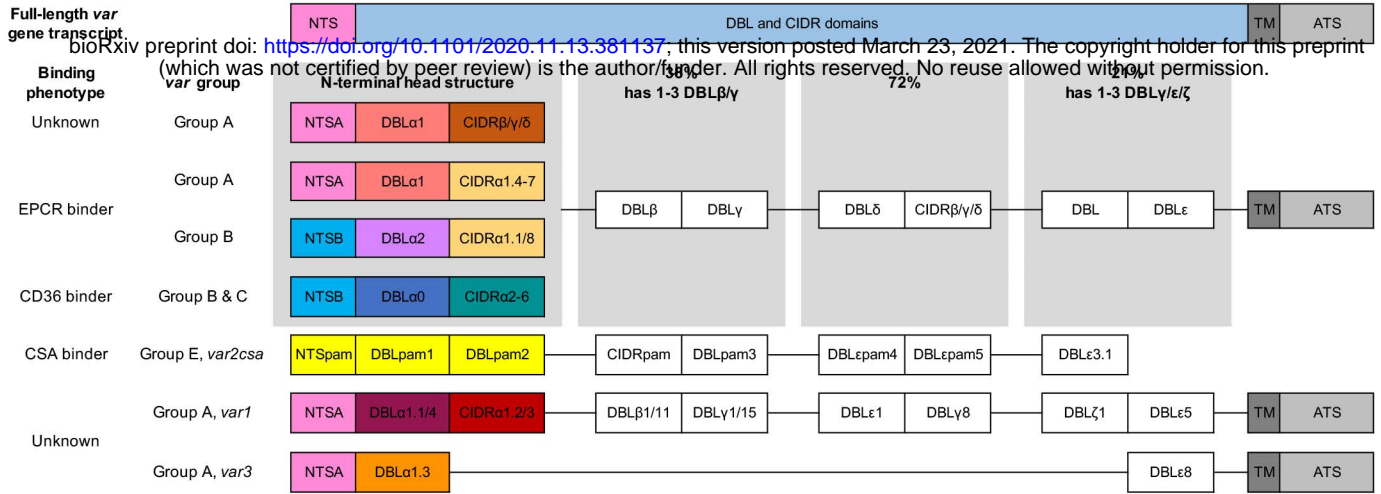 Full-length var gene transcript
NTS DBL and CIDR domains TM ATS
bioRxiv preprint doi: https://doi.org/10.1101/2020.11.13.381137; this version posted March 23, 2021. The copyright holder for this preprint
(which was not certified by peer review) is the author/funder. All rights reserved. No reuse allowed without permission.
Binding phenotype
var group
N-terminal head structure
has 1-3 DBLβ/γ
72%
21%
has 1-3 DBLγ/ε/ζ
Unknown
Group A NTSA DBLα1 CIDRβ/γ/δ
Group A NTSA DBLα1 CIDRα1.4-7
EPCR binder
DBLβ DBLγ DBLδ CIDRβ/γ/δ DBL DBLε TM ATS
Group B NTSB DBLα2 CIDRα1.1/8
CD36 binder Group B & C NTSB DBLα0 CIDRα2-6
CSA binder Group E, var2csa NTSpam DBLpam1 DBLpam2 CIDRpam DBLpam3 DBLεpam4 DBLεpam5 DBLε3.1
Group A, var1 NTSA DBLα1.1/4 CIDRα1.2/3 DBLβ1/11 DBLγ1/15 DBLε1 DBLγ8 DBLζ1 DBLε5 TM ATS
Unknown
Group A, var3 NTSA DBLα1.3 DBLε8 TM ATS